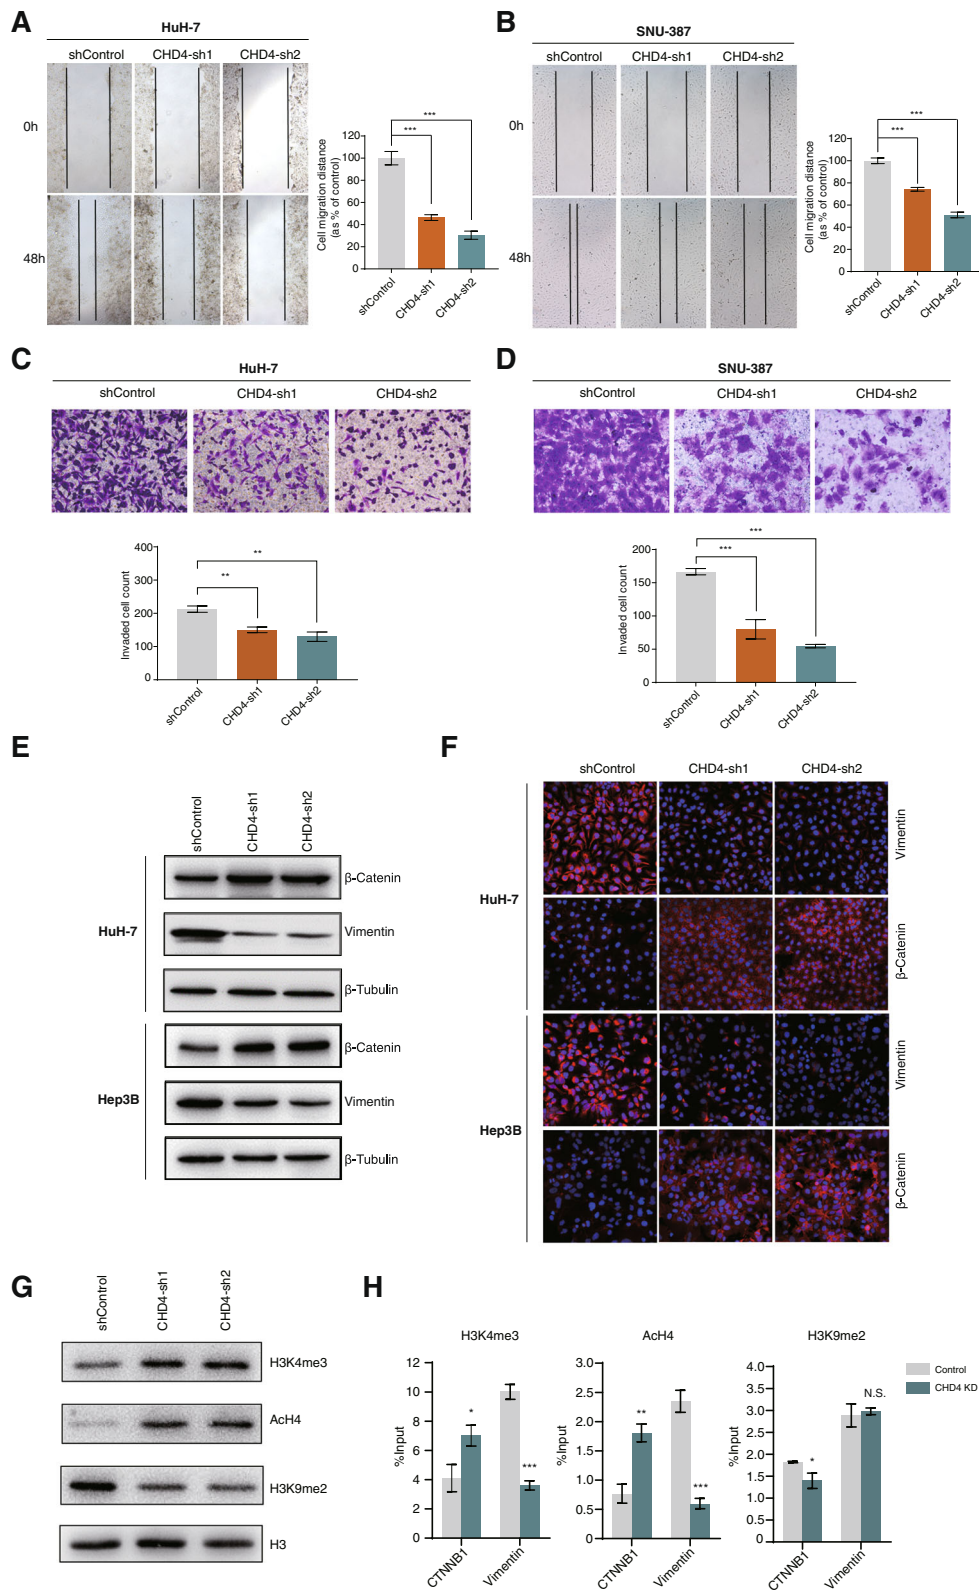 A
HuH-7
shControl CHD4-sh1 CHD4-sh2
0h
48h
Cell migration distance
(as % of control)
120
100
80
60
40
20
0
***
***
shControl
CHD4-sh1
CHD4-sh2
B
SNU-387
shControl CHD4-sh1 CHD4-sh2
0h
48h
Cell migration distance
(as % of control)
120
100
80
60
40
20
0
***
***
shControl
CHD4-sh1
CHD4-sh2
C
HuH-7
shControl CHD4-sh1 CHD4-sh2
Invaded cell count
400
300
200
100
0
**
**
shControl
CHD4-sh1
CHD4-sh2
D
SNU-387
shControl CHD4-sh1 CHD4-sh2
Invaded cell count
200
150
100
50
0
***
***
shControl
CHD4-sh1
CHD4-sh2
E
shControl
CHD4-sh1
CHD4-sh2
HuH-7
β-Catenin
Vimentin
β-Tubulin
Hep3B
β-Catenin
Vimentin
β-Tubulin
F
shControl CHD4-sh1 CHD4-sh2
HuH-7
Vimentin
β-Catenin
Hep3B
Vimentin
β-Catenin
G
shControl
CHD4-sh1
CHD4-sh2
H3K4me3
AcH4
H3K9me2
H3
H
H3K4me3
%Input
12
10
8
6
4
2
0
*
***
CTNNB1
Vimentin
AcH4
%Input
3.0
2.5
2.0
1.5
1.0
0.5
0.0
**
***
CTNNB1
Vimentin
H3K9me2
%Input
4.0
3.5
3.0
2.5
2.0
1.5
1.0
0.5
0
*
N.S.
CTNNB1
Vimentin
Control
CHD4 KD